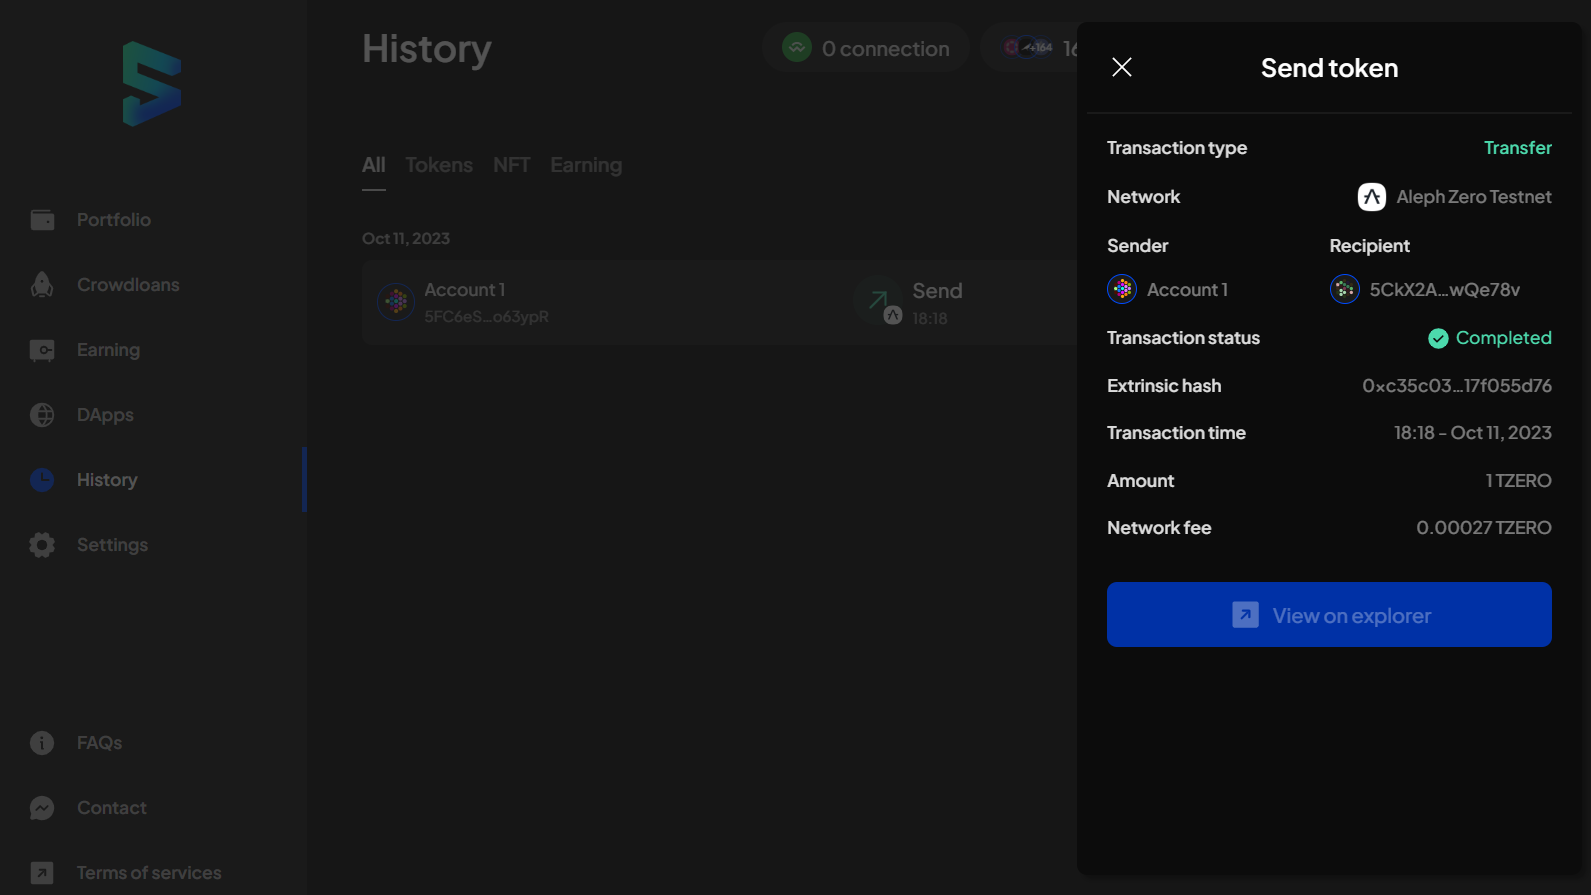 History
0 connection
+164
Send token
Transaction type
Transfer
Network
Aleph Zero Testnet
Sender
Recipient
Account 1
5CkX2A...wQe78v
Transaction status
Completed
Extrinsic hash
0xc35c03...17f055d76
Transaction time
18:18 - Oct 11, 2023
Amount
1 TZERO
Network fee
0.00027 TZERO
View on explorer
All
Tokens
NFT
Earning
Oct 11, 2023
Account 1
5FC6eS...o63ypR
Send
18:18
Portfolio
Crowdloans
Earning
DApps
History
Settings
FAQs
Contact
Terms of services